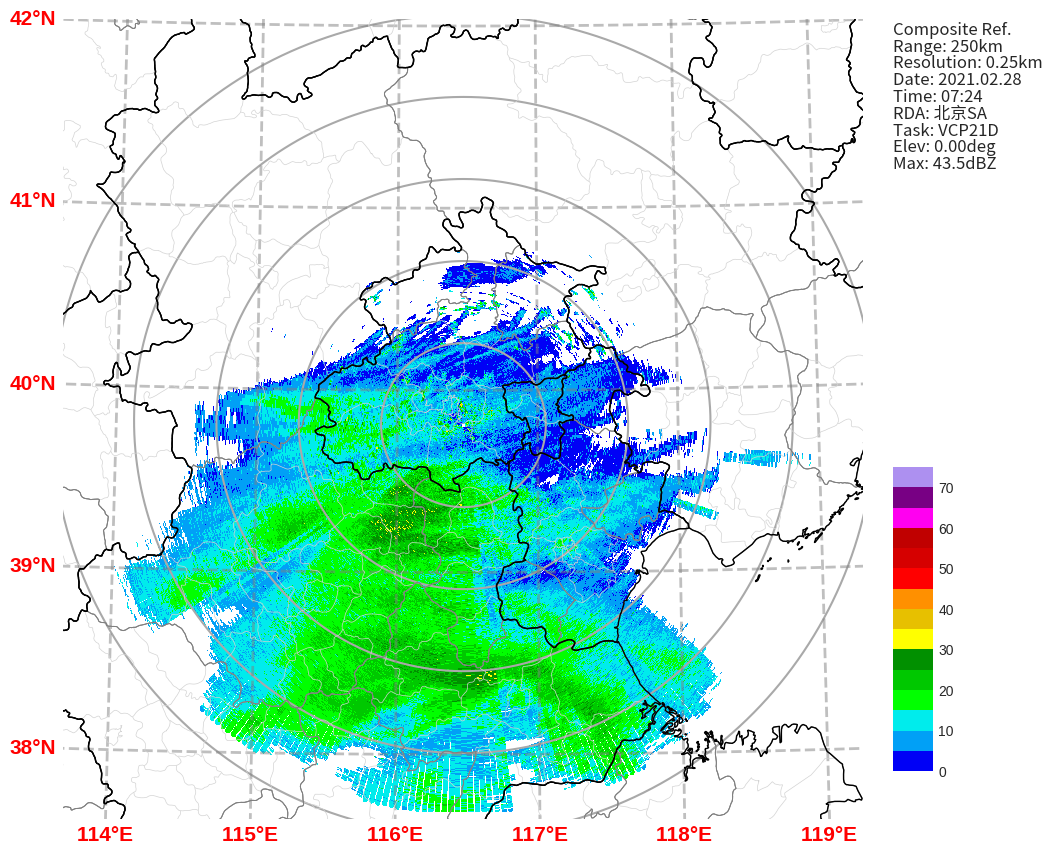 Composite Ref.
Range: 250km
Resolution: 0.25km
Date: 2021.02.28
Time: 07:24
RDA: 北京SA
Task: VCP21D
Elev: 0.00deg
Max: 43.5dBZ
42°N
41°N
40°N
39°N
38°N
114°E 115°E 116°E 117°E 118°E 119°E
70
60
50
40
30
20
10
0